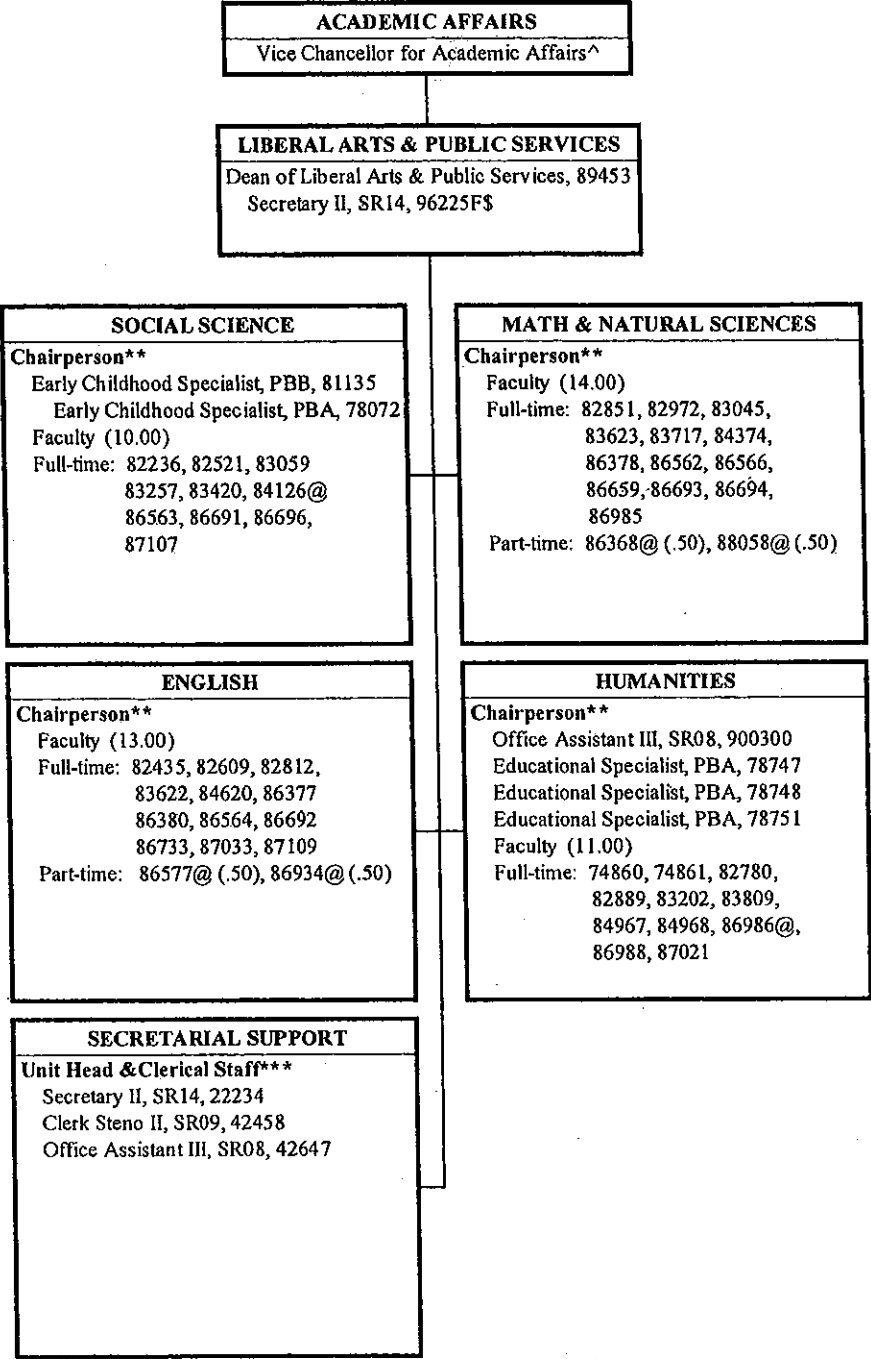 ACADEMIC AFFAIRS
Vice Chancellor for Academic Affairs^
LIBERAL ARTS & PUBLIC SERVICES
Dean of Liberal Arts & Public Services, 89453
Secretary II, SR14, 96225F$
SOCIAL SCIENCE
Chairperson**
Early Childhood Specialist, PBB, 81135
Early Childhood Specialist, PBA, 78072
Faculty (10.00)
Full-time: 82236, 82521, 83059
83257, 83420, 84126@
86563, 86691, 86696,
87107
MATH & NATURAL SCIENCES
Chairperson**
Faculty (14.00)
Full-time: 82851, 82972, 83045,
83623, 83717, 84374,
86378, 86562, 86566,
86659, 86693, 86694,
86985
Part-time: 86368@ (.50), 88058@ (.50)
ENGLISH
Chairperson**
Faculty (13.00)
Full-time: 82435, 82609, 82812,
83622, 84620, 86377
86380, 86564, 86692
86733, 87033, 87109
Part-time: 86577@ (.50), 86934@ (.50)
HUMANITIES
Chairperson**
Office Assistant III, SR08, 900300
Educational Specialist, PBA, 78747
Educational Specialist, PBA, 78748
Educational Specialist, PBA, 78751
Faculty (11.00)
Full-time: 74860, 74861, 82780,
82889, 83202, 83809,
84967, 84968, 86986@,
86988, 87021
SECRETARIAL SUPPORT
Unit Head &Clerical Staff***
Secretary II, SR14, 22234
Clerk Steno II, SR09, 42458
Office Assistant III, SR08, 42647